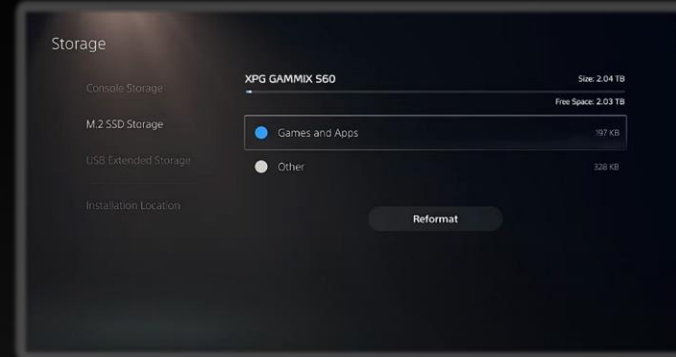 Storage
Console Storage
M.2 SSD Storage
USB Extended Storage
Installation Location
XPG GAMMIX S60
Size: 2.04 TB
Free Space: 2.03 TB
Games and Apps
197 KB
Other
328 KB
Reformat